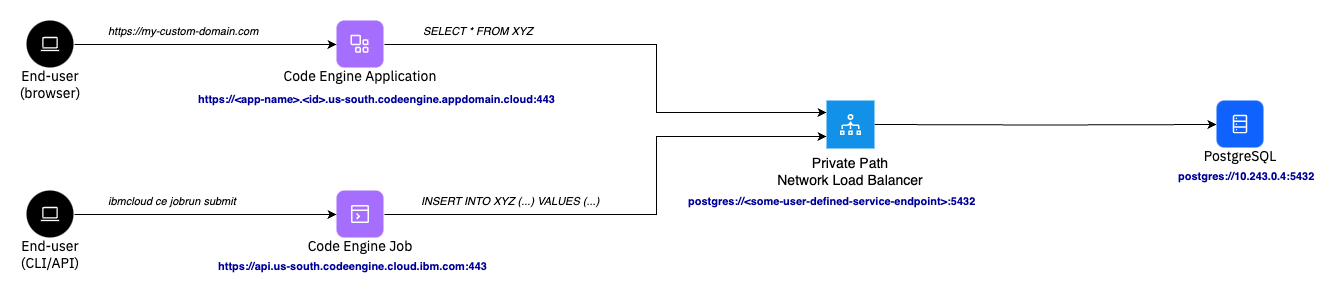 https://my-custom-domain.com
SELECT * FROM XYZ
End-user
(browser)
Code Engine Application
https://<app-name>.<id>.us-south.codeengine.appdomain.cloud:443
Private Path
Network Load Balancer
postgres://<some-user-defined-service-endpoint>:5432
PostgreSQL
postgres://10.243.0.4:5432
ibmcloud ce jobrun submit
INSERT INTO XYZ (...) VALUES (...)
End-user
(CLI/API)
Code Engine Job
https://api.us-south.codeengine.cloud.ibm.com:443